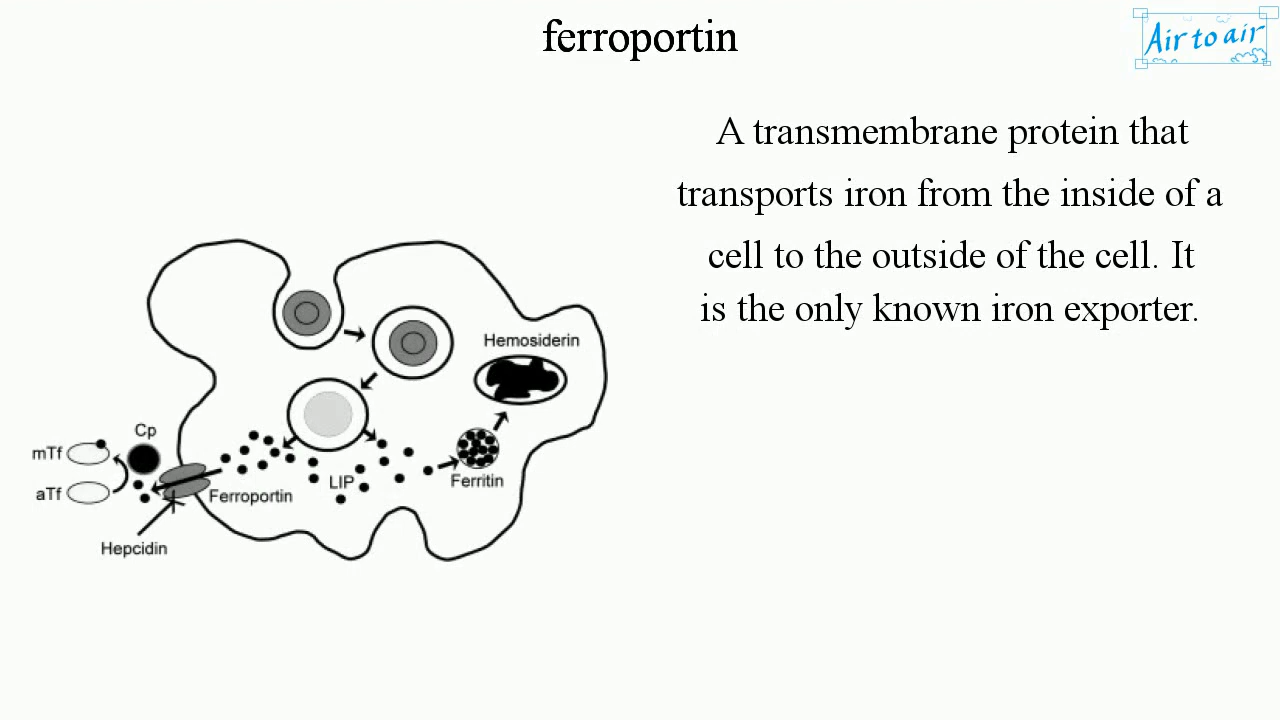 ferroportin
Air to air
A transmembrane protein that
transports iron from the inside of a
cell to the outside of the cell. It
is the only known iron exporter.
Hemosiderin
Cp
mTf
aTf
LIP
Ferritin
Ferroportin
Hepcidin